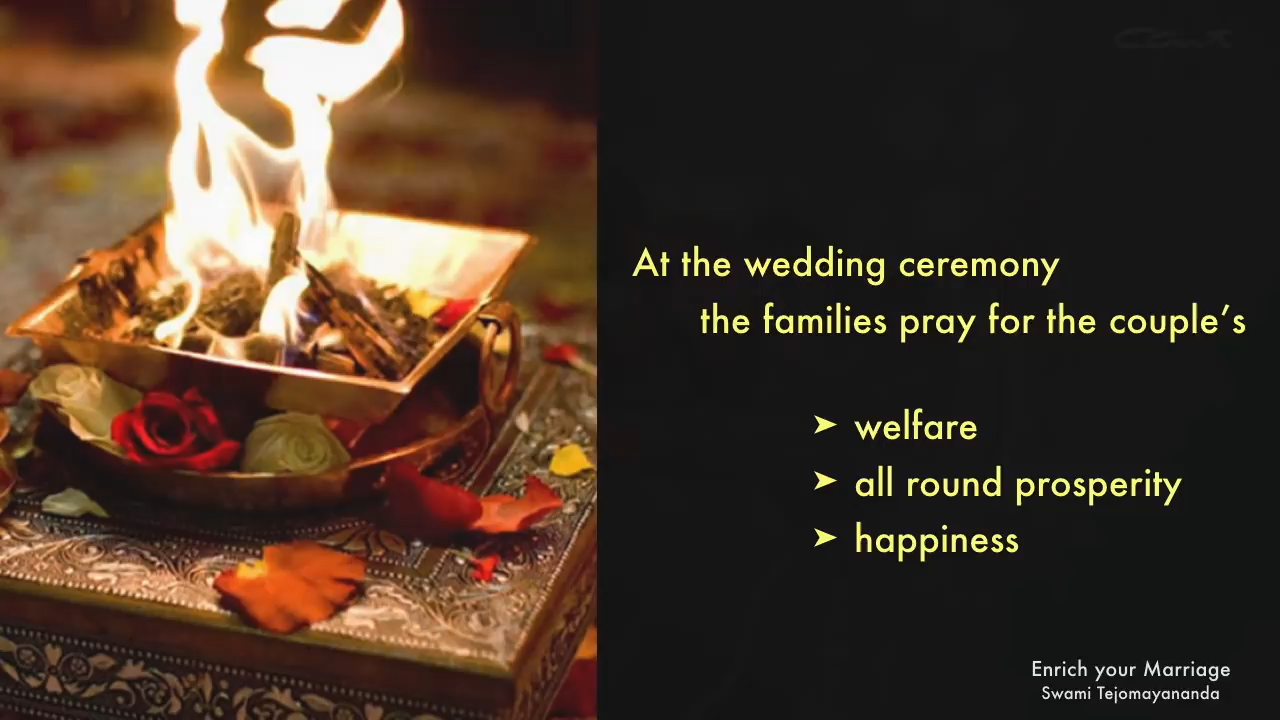 At the wedding ceremony
the families pray for the couple’s
➤ welfare
➤ all round prosperity
➤ happiness
Enrich your Marriage
Swami Tejomayananda